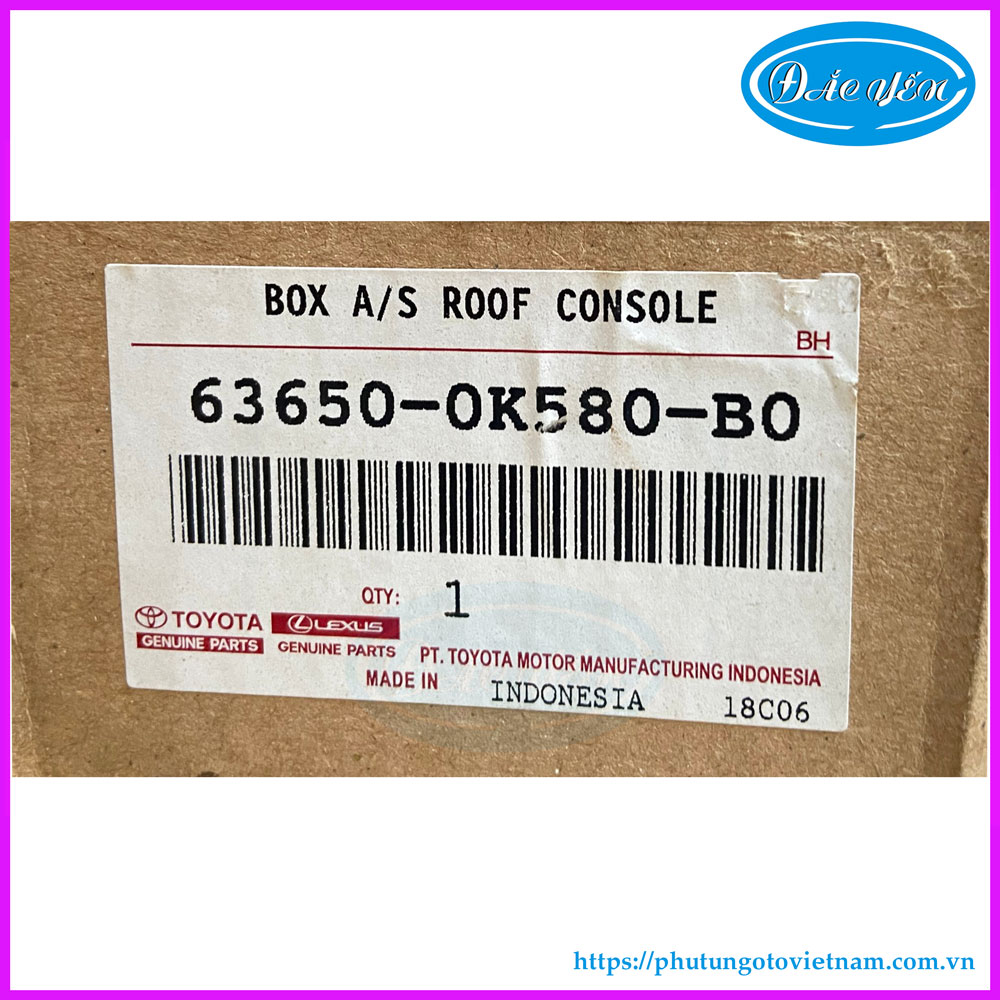 ĐẮC YẾN
BOX A/S ROOF CONSOLE
BH
63650-0K580-B0
QTY: 1
TOYOTA
GENUINE PARTS
LEXUS
GENUINE PARTS
PT. TOYOTA MOTOR MANUFACTURING INDONESIA
MADE IN INDONESIA 18C06
https://phutungotovietnam.com.vn